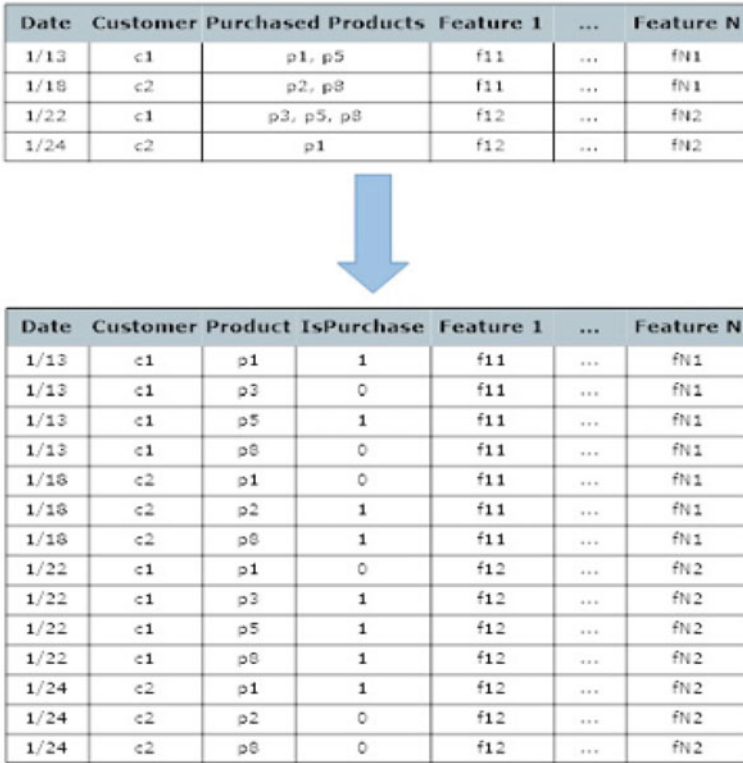 Date Customer Purchased Products Feature 1 ... Feature N
1/13 c1 p1, p5 f11 ... fN1
1/18 c2 p2, p8 f11 ... fN1
1/22 c1 p3, p5, p8 f12 ... fN2
1/24 c2 p1 f12 ... fN2
Date Customer Product IsPurchase Feature 1 ... Feature N
1/13 c1 p1 1 f11 ... fN1
1/13 c1 p3 0 f11 ... fN1
1/13 c1 p5 1 f11 ... fN1
1/13 c1 p8 0 f11 ... fN1
1/18 c2 p1 0 f11 ... fN1
1/18 c2 p2 1 f11 ... fN1
1/18 c2 p8 1 f11 ... fN1
1/22 c1 p1 0 f12 ... fN2
1/22 c1 p3 1 f12 ... fN2
1/22 c1 p5 1 f12 ... fN2
1/22 c1 p8 1 f12 ... fN2
1/24 c2 p1 1 f12 ... fN2
1/24 c2 p2 0 f12 ... fN2
1/24 c2 p8 0 f12 ... fN2